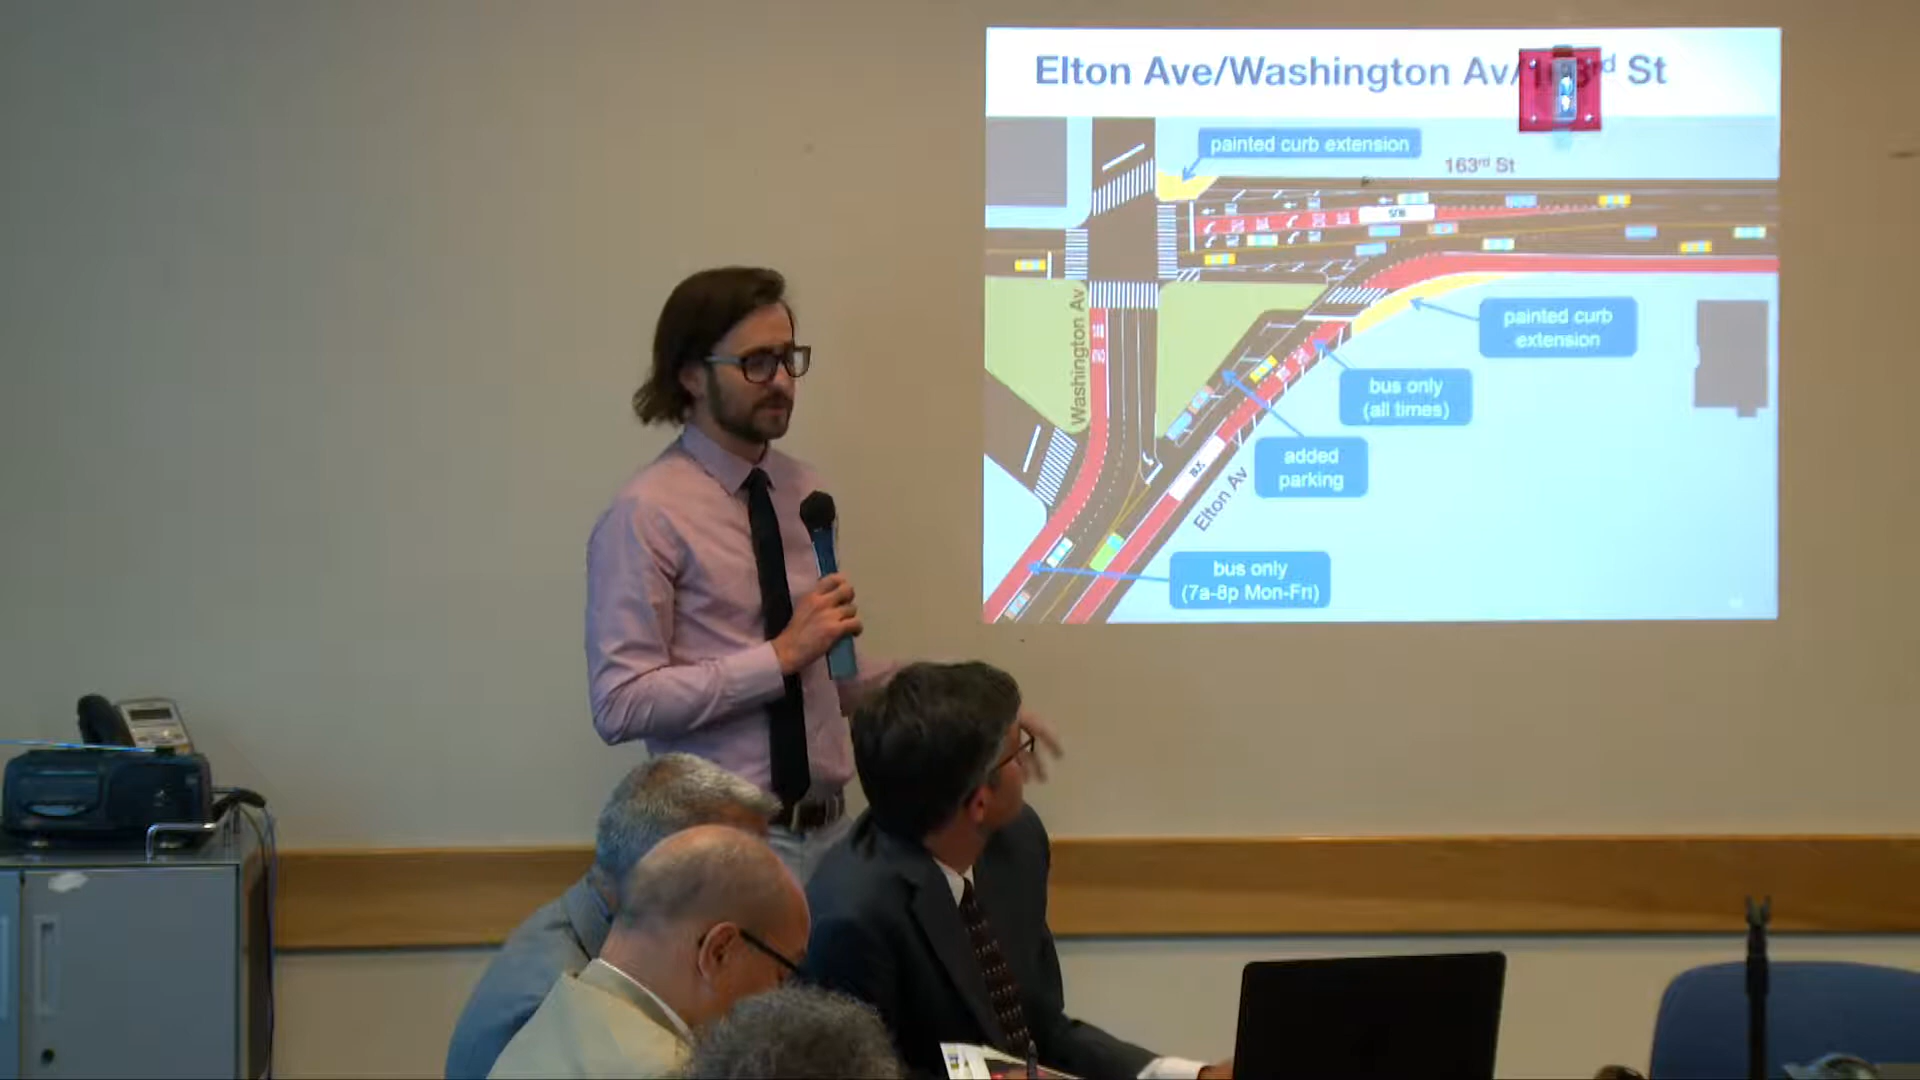 Elton Ave/Washington Av/163rd St
painted curb extension
163rd St
painted curb
extension
Washington Av
bus only
(all times)
added
parking
Elton Av
bus only
(7a-8p Mon-Fri)